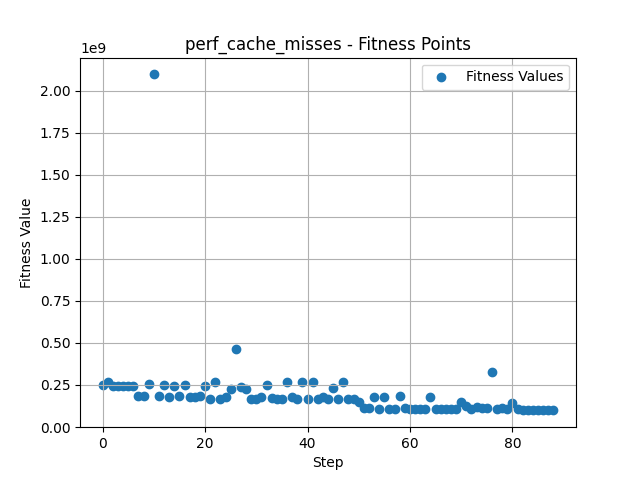 perf_cache_misses - Fitness Points
1e9
Fitness Values
2.00
1.75
1.50
1.25
1.00
0.75
0.50
0.25
0.00
Fitness Value
0
20
40
60
80
Step